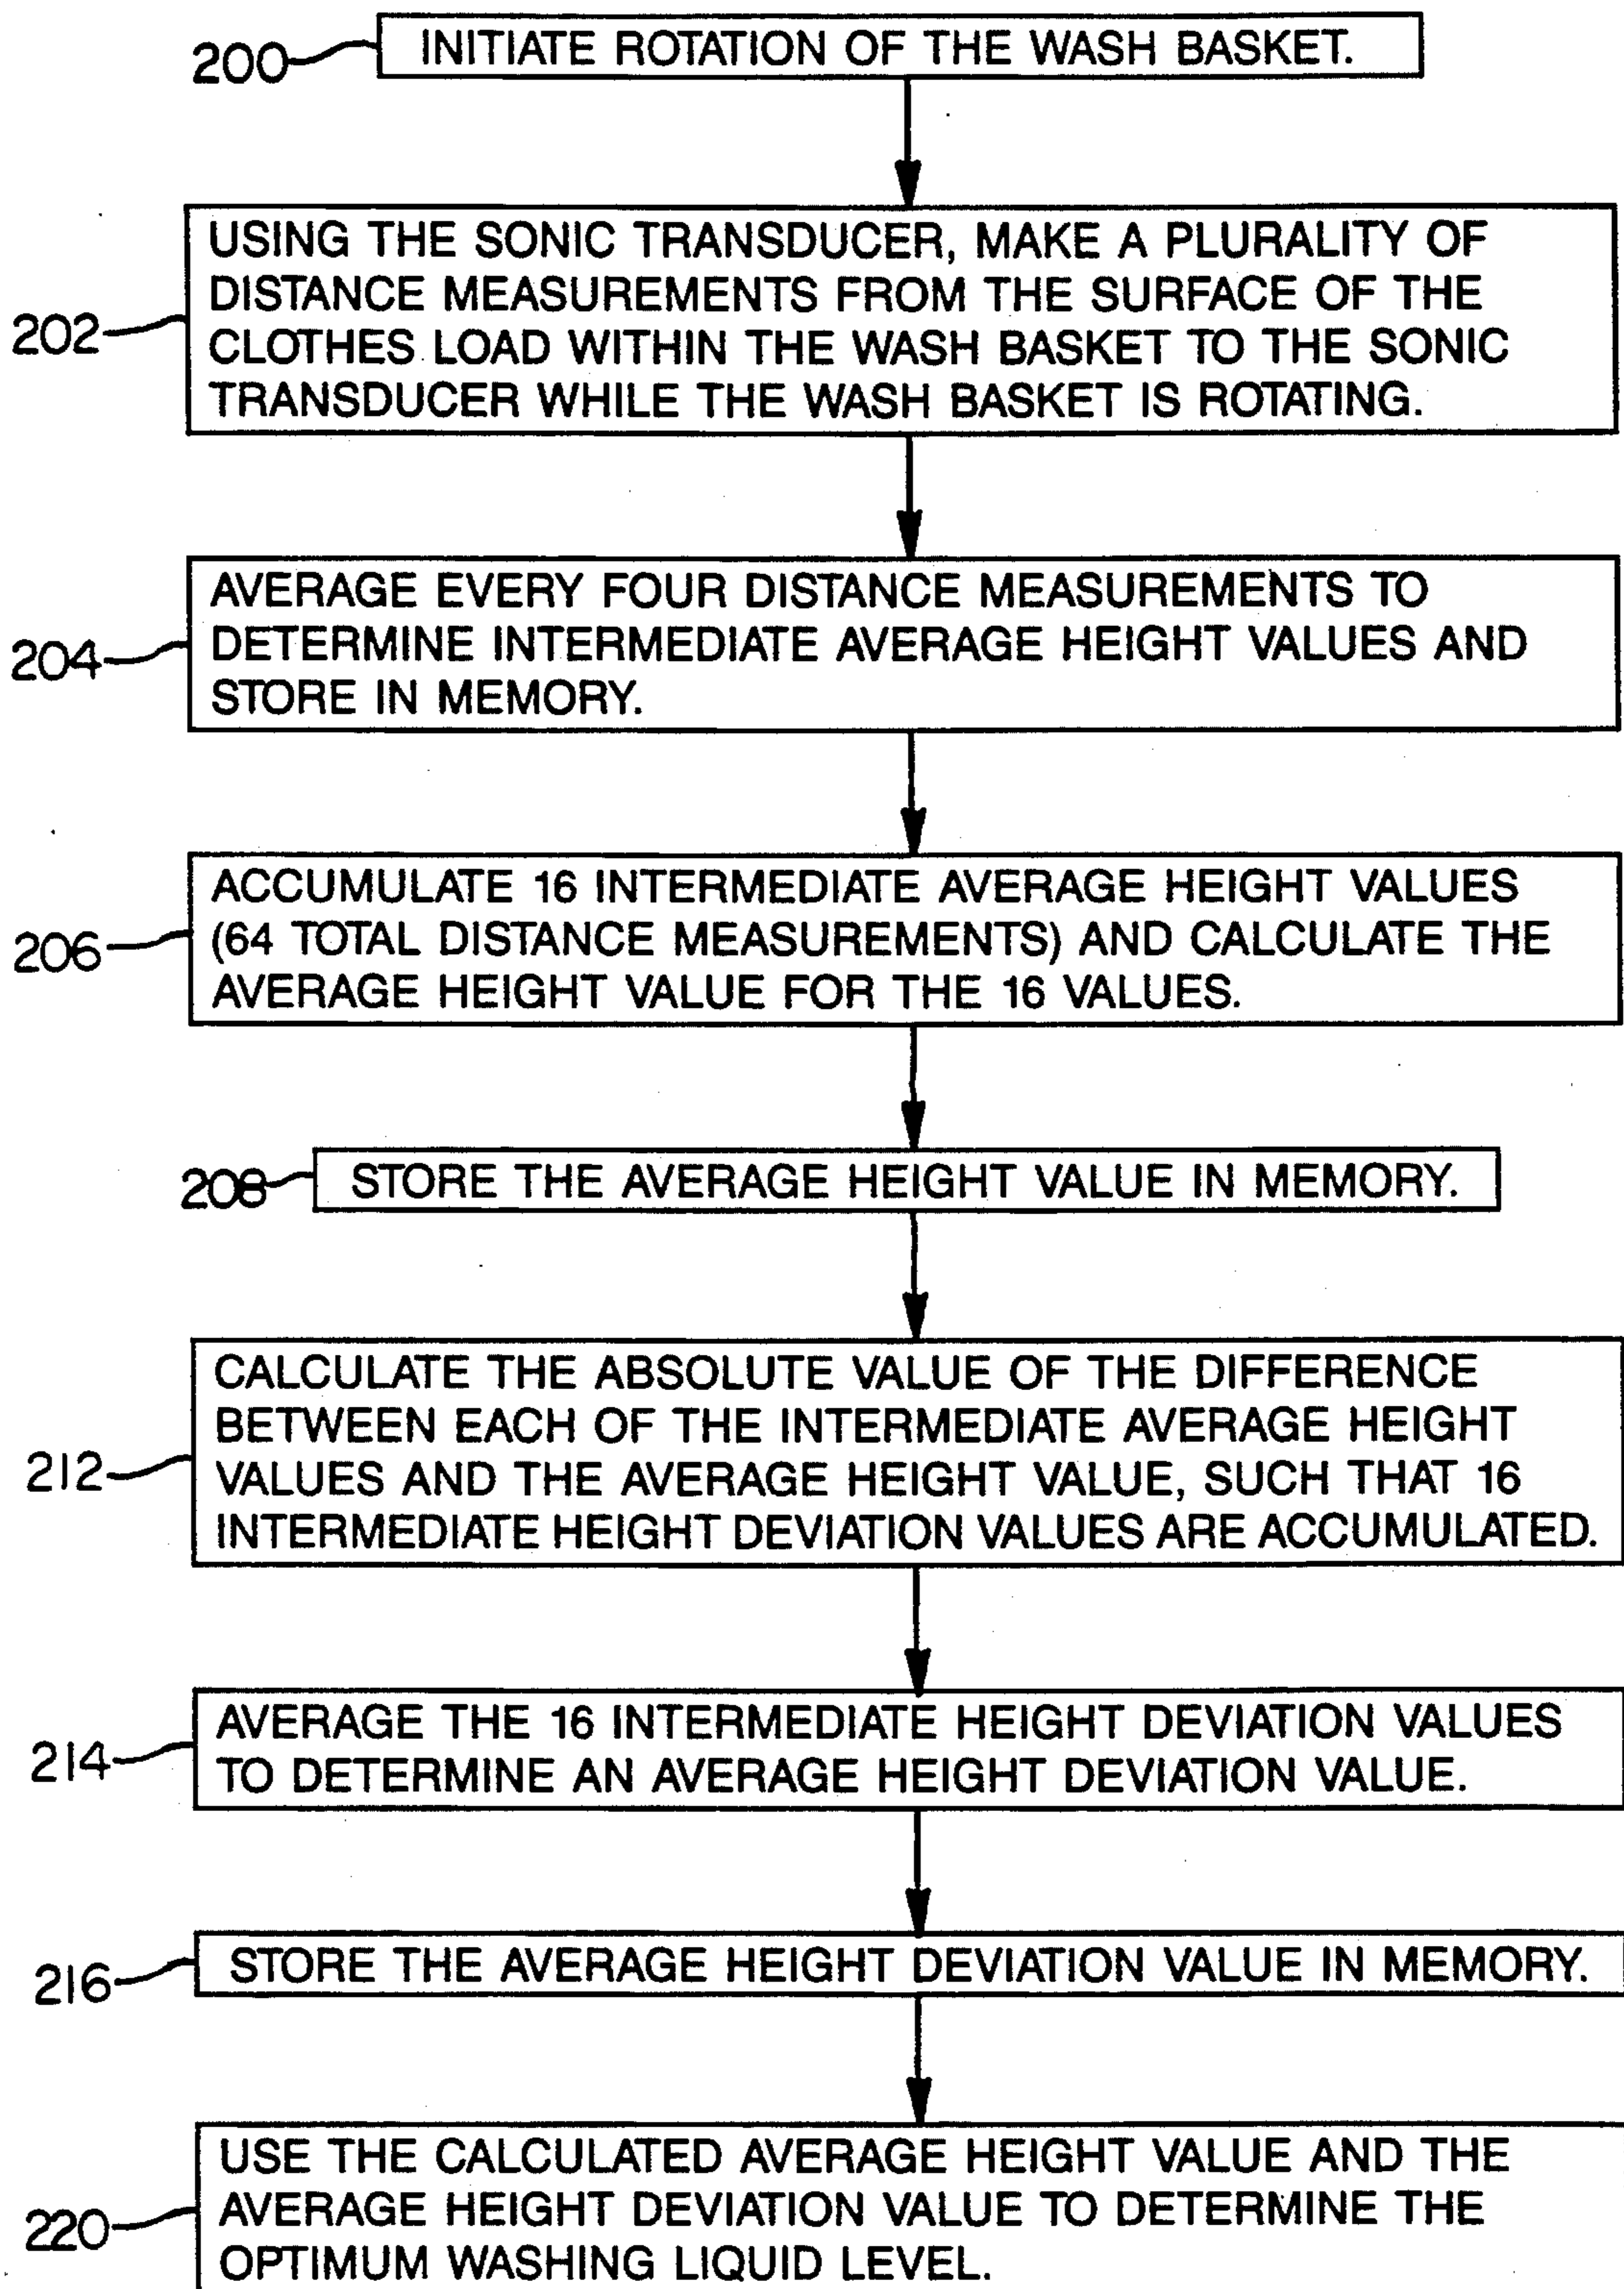 200
INITIATE ROTATION OF THE WASH BASKET.
202
USING THE SONIC TRANSDUCER, MAKE A PLURALITY OF
DISTANCE MEASUREMENTS FROM THE SURFACE OF THE
CLOTHES LOAD WITHIN THE WASH BASKET TO THE SONIC
TRANSDUCER WHILE THE WASH BASKET IS ROTATING.
204
AVERAGE EVERY FOUR DISTANCE MEASUREMENTS TO
DETERMINE INTERMEDIATE AVERAGE HEIGHT VALUES AND
STORE IN MEMORY.
206
ACCUMULATE 16 INTERMEDIATE AVERAGE HEIGHT VALUES
(64 TOTAL DISTANCE MEASUREMENTS) AND CALCULATE THE
AVERAGE HEIGHT VALUE FOR THE 16 VALUES.
208
STORE THE AVERAGE HEIGHT VALUE IN MEMORY.
212
CALCULATE THE ABSOLUTE VALUE OF THE DIFFERENCE
BETWEEN EACH OF THE INTERMEDIATE AVERAGE HEIGHT
VALUES AND THE AVERAGE HEIGHT VALUE, SUCH THAT 16
INTERMEDIATE HEIGHT DEVIATION VALUES ARE ACCUMULATED.
214
AVERAGE THE 16 INTERMEDIATE HEIGHT DEVIATION VALUES
TO DETERMINE AN AVERAGE HEIGHT DEVIATION VALUE.
216
STORE THE AVERAGE HEIGHT DEVIATION VALUE IN MEMORY.
220
USE THE CALCULATED AVERAGE HEIGHT VALUE AND THE
AVERAGE HEIGHT DEVIATION VALUE TO DETERMINE THE
OPTIMUM WASHING LIQUID LEVEL.